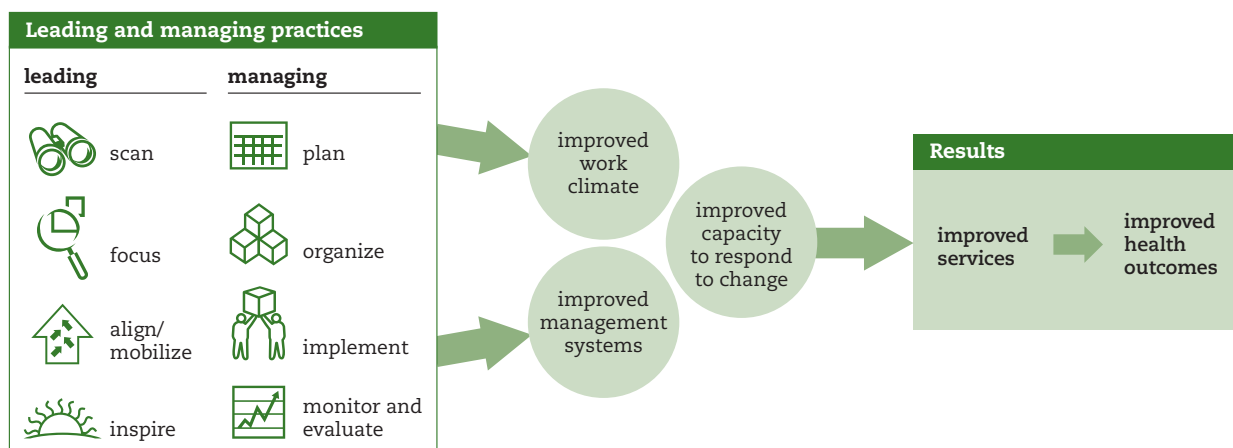 Leading and managing practices
leading
managing
scan
plan
focus
organize
align/
mobilize
implement
inspire
monitor and
evaluate
improved
work
climate
improved
management
systems
improved
capacity
to respond
to change
Results
improved
services
improved
health
outcomes